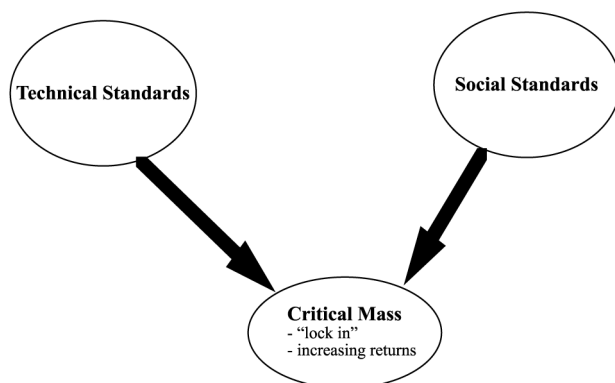 Technical Standards
Social Standards
Critical Mass
- “lock in”
- increasing returns